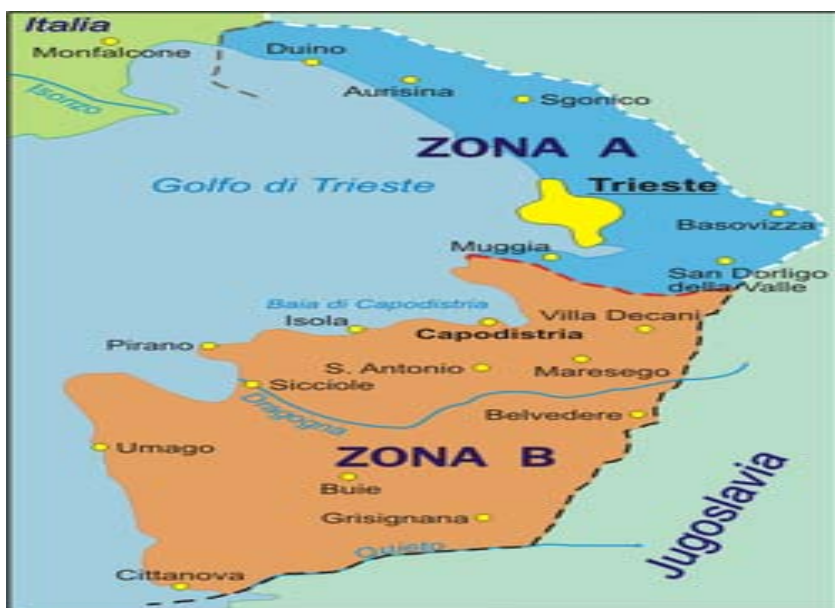 Italia
Monfalcone
Isonzo
Duino
Aurisina
Sgonico
ZONA A
Golfo di Trieste
Trieste
Basovizza
Muggia
San Dorligo
della Valle
Baia di Capodistria
Isola
Capodistria
Villa Decani
Pirano
S. Antonio
Maresego
Sicciole
Dragogna
Belvedere
Umago
ZONA B
Buie
Grisignana
Quieto
Cittanova
Jugoslavia